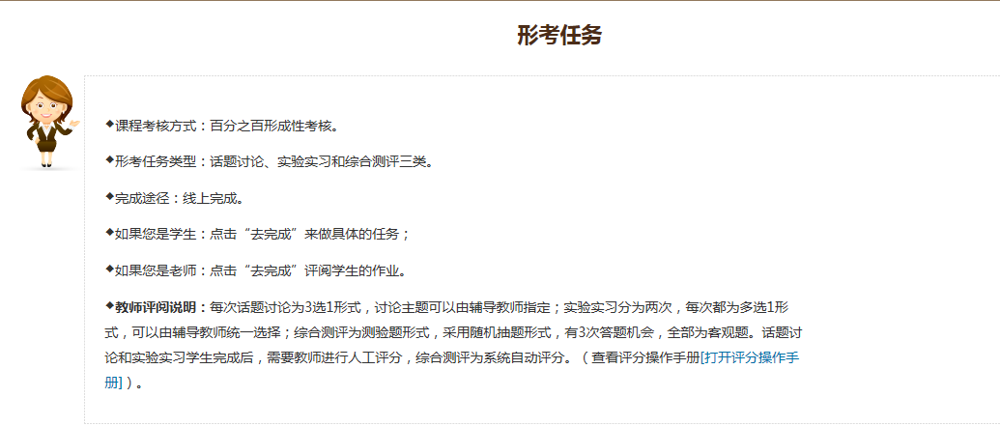 形考任务
◆课程考核方式：百分之百形成性考核。
◆形考任务类型：话题讨论、实验实习和综合测评三类。
◆完成途径：线上完成。
◆如果您是学生：点击“去完成”来做具体的任务；
◆如果您是老师：点击“去完成”评阅学生的作业。
◆教师评阅说明：每次话题讨论为3选1形式，讨论主题可以由辅导教师指定；实验实习分为两次，每次都为多选1形
式，可以由辅导教师统一选择；综合测评为测验题形式，采用随机抽题形式，有3次答题机会，全部为客观题。话题讨
论和实验实习学生完成后，需要教师进行人工评分，综合测评为系统自动评分。（查看评分操作手册[打开评分操作手
册]）。